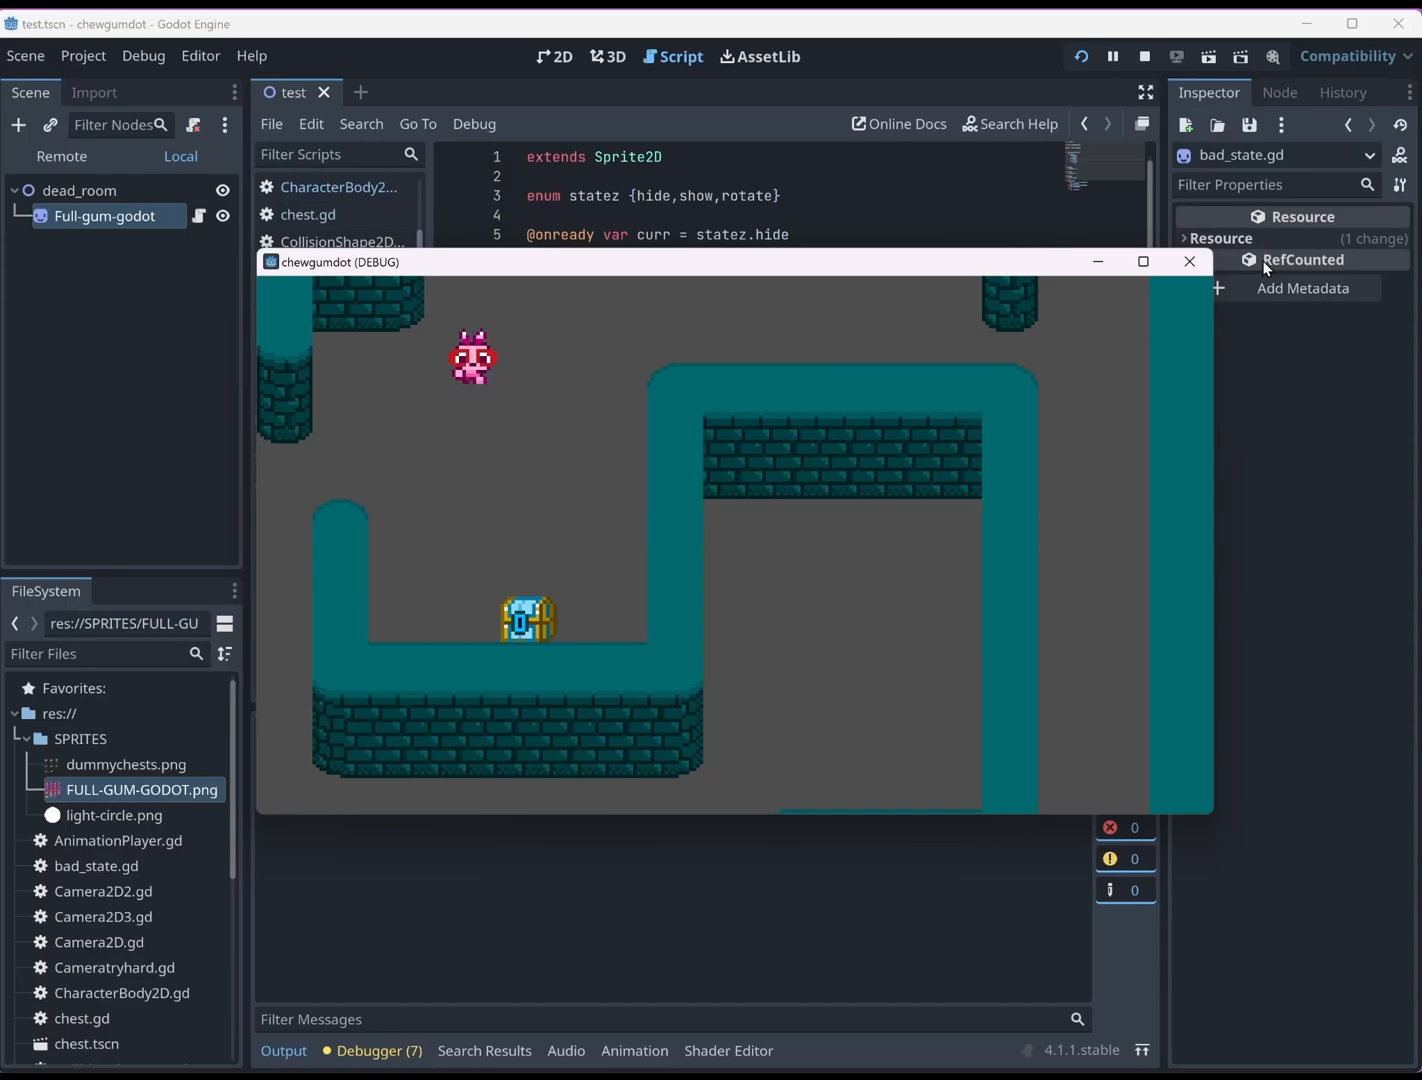 test.tscn - chewgumdot - Godot Engine
Scene Project Debug Editor Help
2D 3D Script AssetLib
Compatibility
Scene Import
test
Inspector Node History
Filter Nodes
File Edit Search Go To Debug
Online Docs Search Help
Remote Local
Filter Scripts
bad_state.gd
Filter Properties
dead_room
Full-gum-godot
CharacterBody2...
chest.gd
CollisionShape2D...
1 extends Sprite2D
2
3 enum statez {hide,show,rotate}
4
5 @onready var curr = statez.hide
Resource
Resource (1 change)
RefCounted
Add Metadata
chewgumdot (DEBUG)
FileSystem
res://SPRITES/FULL-GU
Filter Files
Favorites:
res://
SPRITES
dummychests.png
FULL-GUM-GODOT.png
light-circle.png
AnimationPlayer.gd
bad_state.gd
Camera2D2.gd
Camera2D3.gd
Camera2D.gd
Cameratryhard.gd
CharacterBody2D.gd
chest.gd
chest.tscn
0
0
0
Filter Messages
Output Debugger (7) Search Results Audio Animation Shader Editor
4.1.1.stable